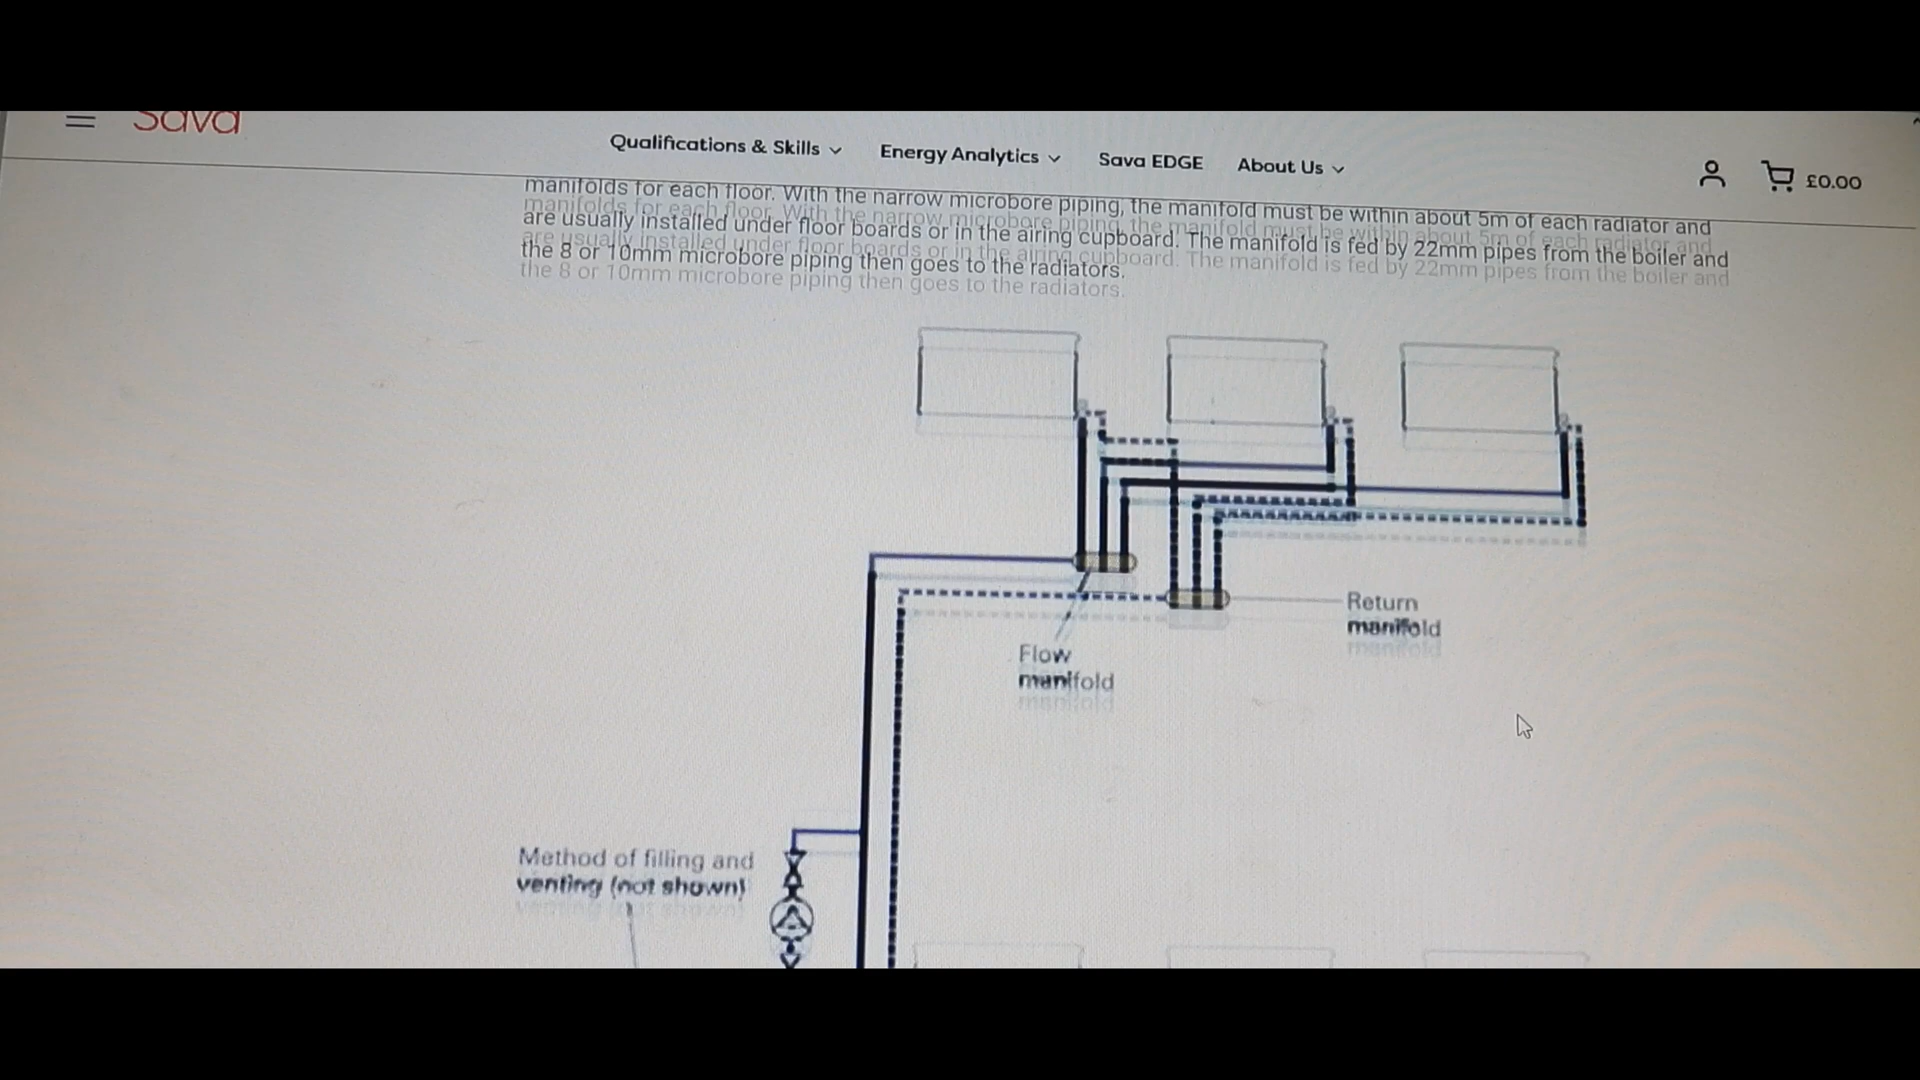 Sava
Qualifications & Skills
Energy Analytics
Sava EDGE
About Us
£0.00
manifolds for each floor. With the narrow microbore piping, the manifold must be within about 5m of each radiator and
are usually installed under floor boards or in the airing cupboard. The manifold is fed by 22mm pipes from the boiler and
the 8 or 10mm microbore piping then goes to the radiators.
Return
manifold
Flow
manifold
Method of filling and
venting (not shown)